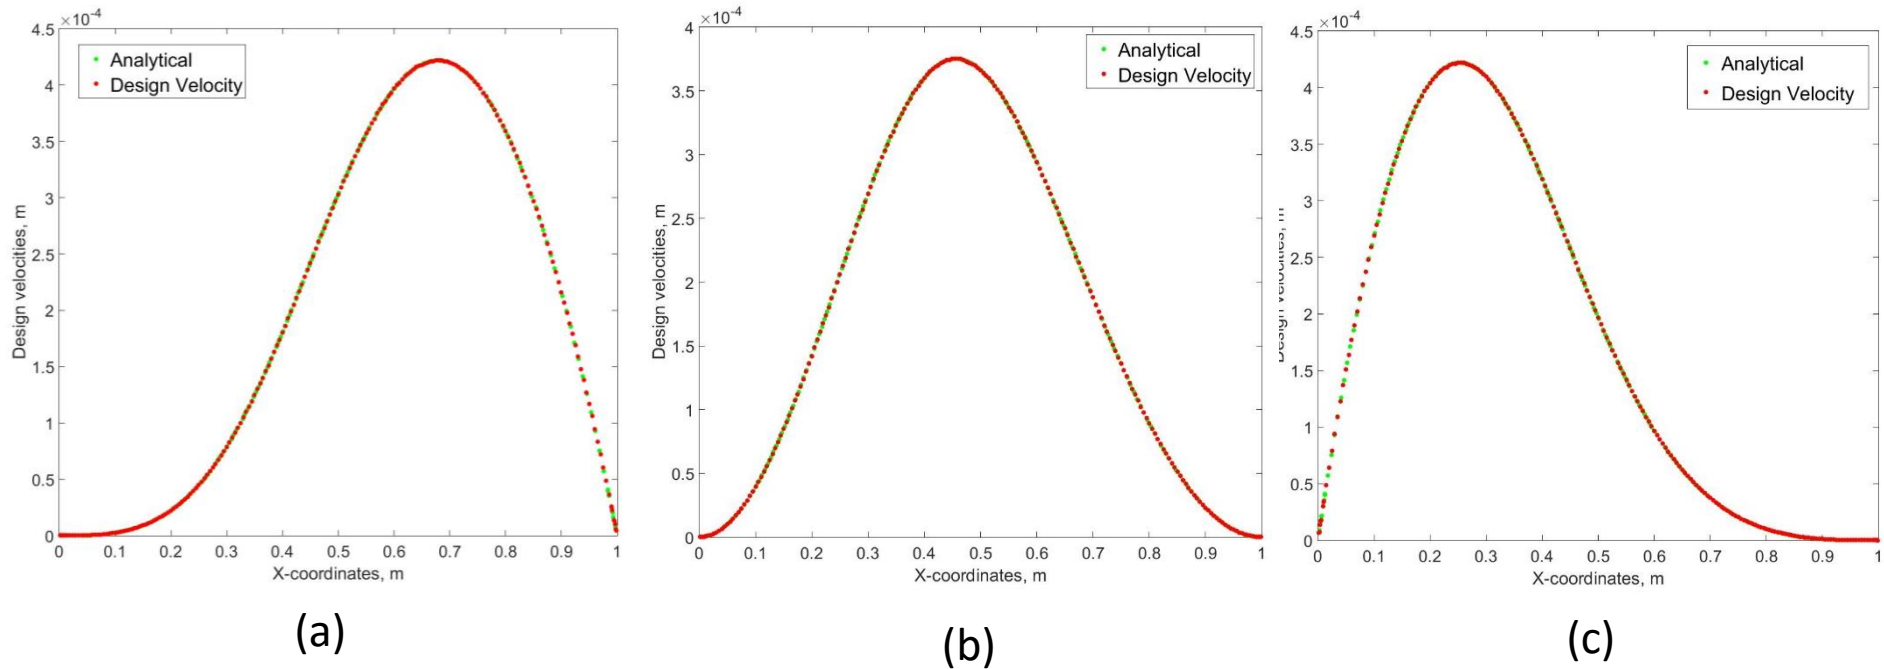 ×10⁻⁴
4.5
4
3.5
3
2.5
2
1.5
1
0.5
0
Design velocities, m
Analytical
Design Velocity
0 0.1 0.2 0.3 0.4 0.5 0.6 0.7 0.8 0.9 1
X-coordinates, m
(a)
×10⁻⁴
4
3.5
3
2.5
2
1.5
1
0.5
0
Design velocities, m
Analytical
Design Velocity
0 0.1 0.2 0.3 0.4 0.5 0.6 0.7 0.8 0.9 1
X-coordinates, m
(b)
×10⁻⁴
4.5
4
3.5
3
2.5
2
1.5
1
0.5
0
Design velocities, m
Analytical
Design Velocity
0 0.1 0.2 0.3 0.4 0.5 0.6 0.7 0.8 0.9 1
X-coordinates, m
(c)